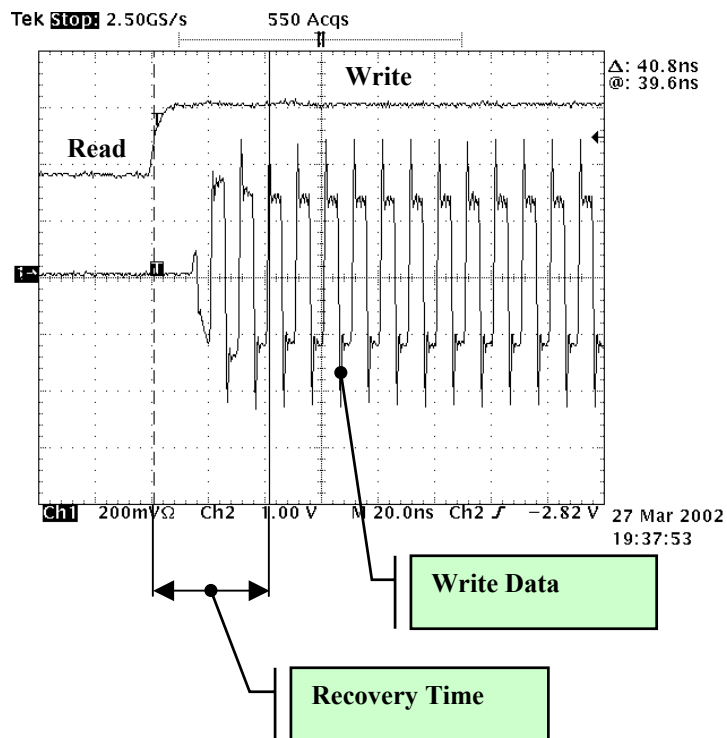 Tek Stop: 2.50GS/s 550 Acqs
T
Δ: 40.8ns
@: 39.6ns
Write
T
Read
1→
T
Ch1 200mVΩ Ch2 1.00 V M 20.0ns Ch2 ƒ −2.82 V
27 Mar 2002
19:37:53
Write Data
Recovery Time